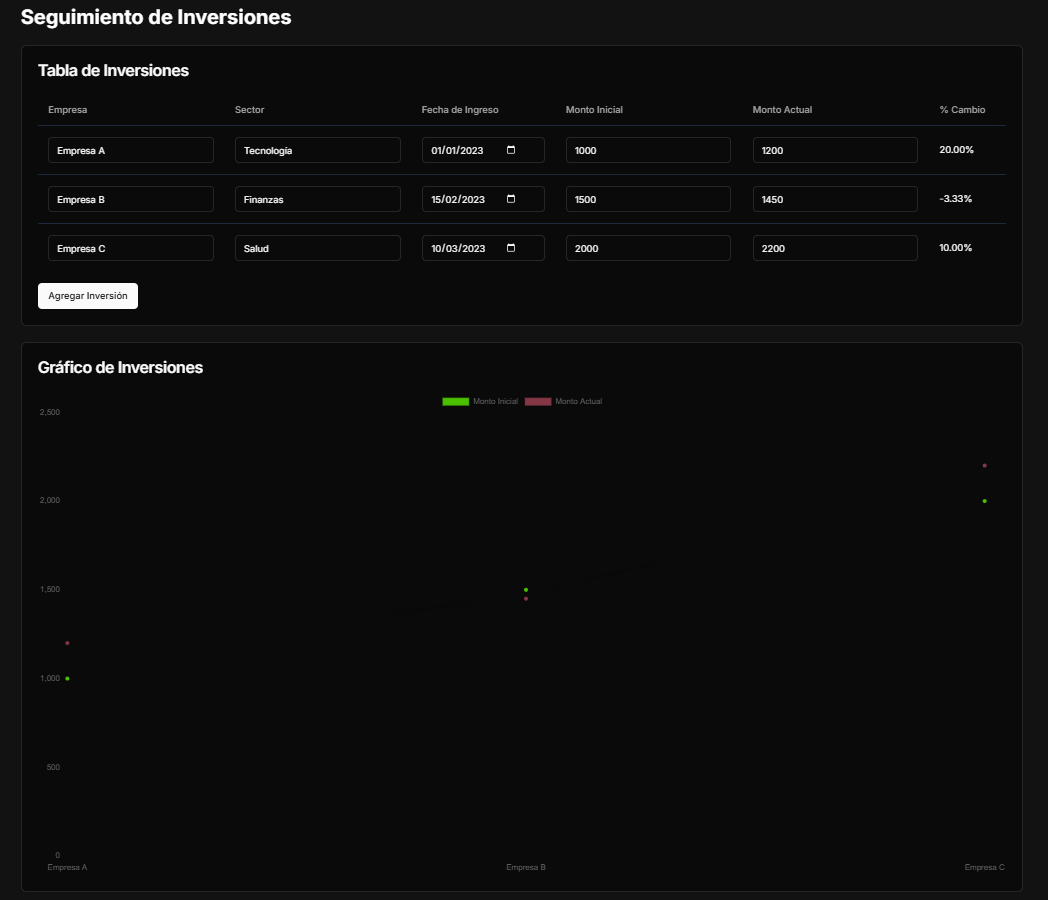 Seguimiento de Inversiones
Tabla de Inversiones
Empresa Sector Fecha de Ingreso Monto Inicial Monto Actual % Cambio
Empresa A Tecnología 01/01/2023 1000 1200 20.00%
Empresa B Finanzas 15/02/2023 1500 1450 -3.33%
Empresa C Salud 10/03/2023 2000 2200 10.00%
Agregar Inversión
Gráfico de Inversiones
Monto Inicial Monto Actual
2,500
2,000
1,500
1,000
500
0
Empresa A Empresa B Empresa C